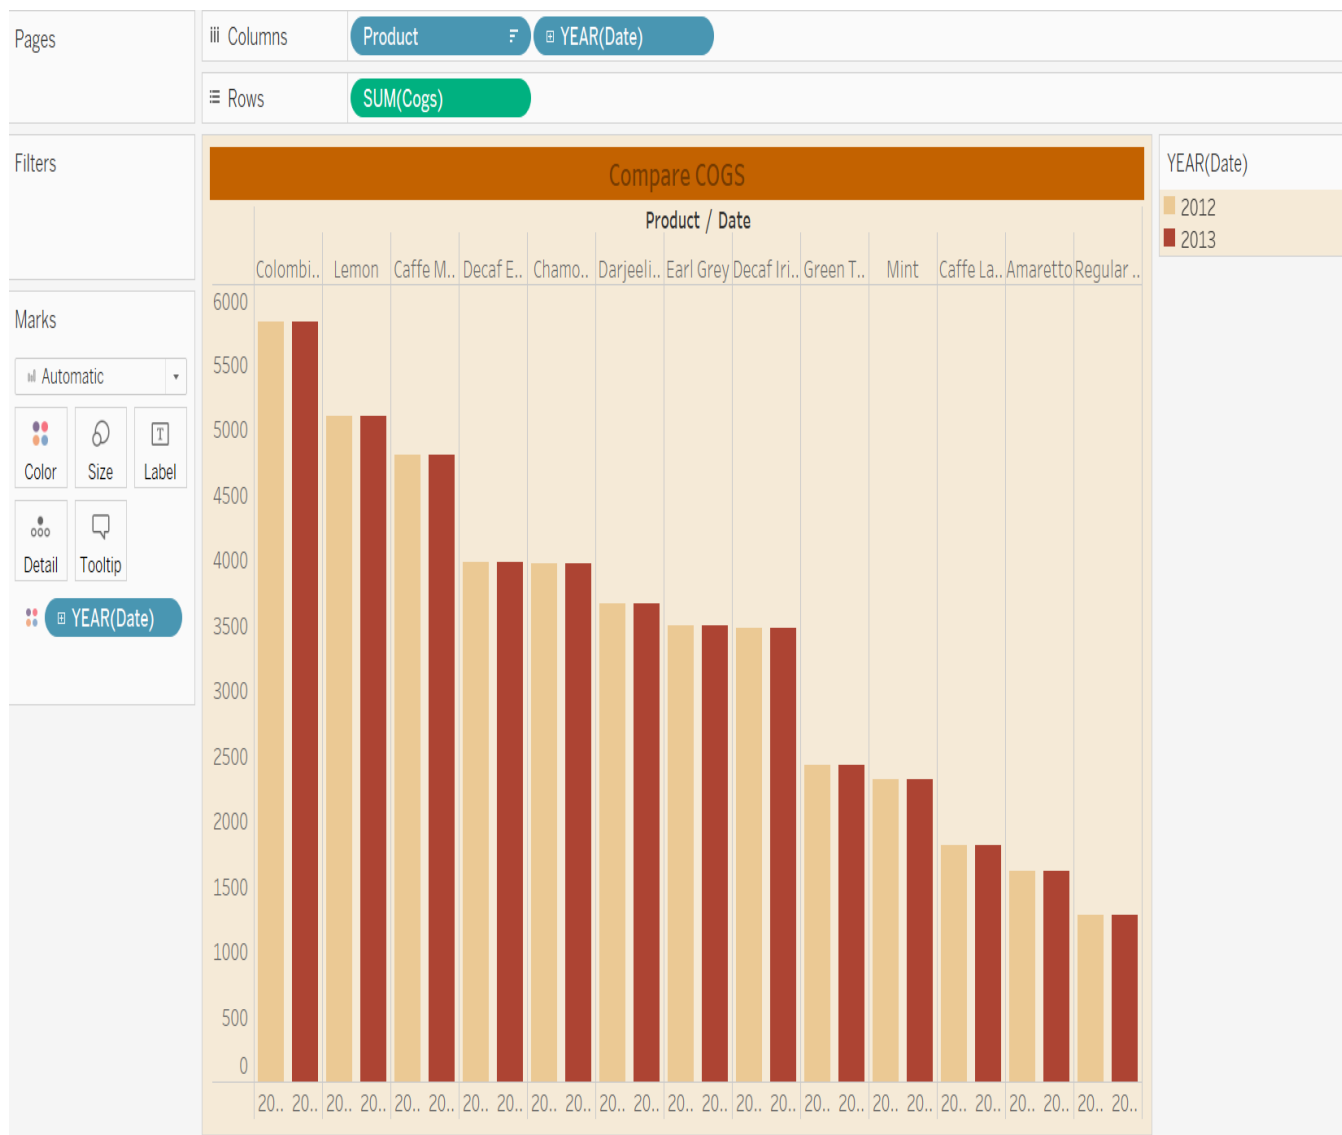 Pages
Columns
Product
YEAR(Date)
Rows
SUM(Cogs)
Filters
Marks
Automatic
Color Size Label
Detail Tooltip
YEAR(Date)
Compare COGS
Product / Date
Colombi.. Lemon Caffe M.. Decaf E.. Chamo.. Darjeeli.. Earl Grey Decaf Iri.. Green T.. Mint Caffe La.. Amaretto Regular ..
6000
5500
5000
4500
4000
3500
3000
2500
2000
1500
1000
500
0
20.. 20.. 20.. 20.. 20.. 20.. 20.. 20.. 20.. 20.. 20.. 20.. 20.. 20.. 20.. 20.. 20.. 20.. 20.. 20.. 20.. 20.. 20.. 20.. 20.. 20..
YEAR(Date)
2012
2013